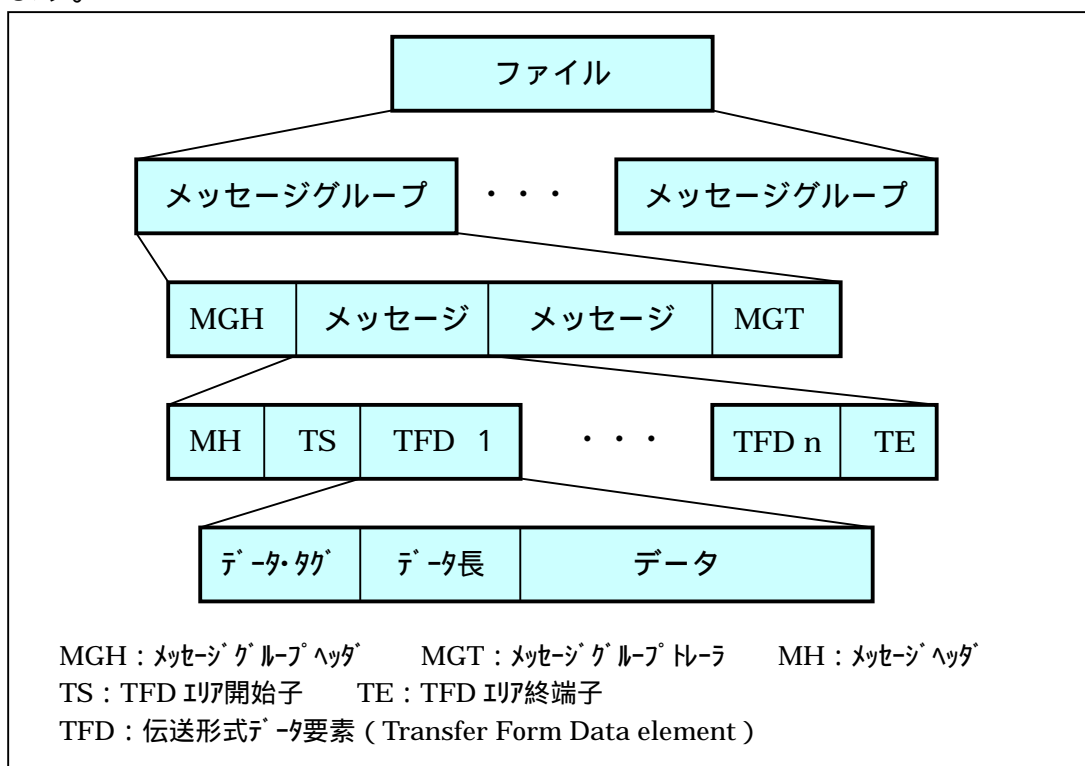 ファイル
メッセージグループ ・・・ メッセージグループ
MGH メッセージ メッセージ MGT
MH TS TFD 1 ・・・ TFD n TE
ﾃﾞｰﾀ･ﾀｸﾞ ﾃﾞｰﾀ長 データ
MGH:ﾒｯｾｰｼﾞｸﾞﾙｰﾌﾟﾍｯﾀﾞ MGT:ﾒｯｾｰｼﾞｸﾞﾙｰﾌﾟﾄﾚｰﾗ MH:ﾒｯｾｰｼﾞﾍｯﾀﾞ
TS:TFD ｴﾘｱ開始子 TE:TFD ｴﾘｱ終端子
TFD:伝送形式ﾃﾞｰﾀ要素(Transfer Form Data element)